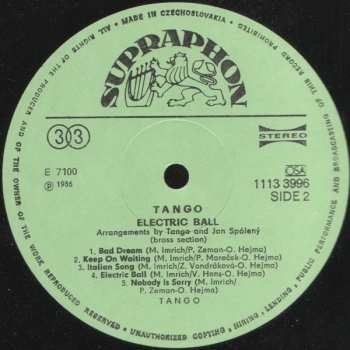 • MADE IN CZECHOSLOVAKIA •
ALL RIGHTS OF THE PRODUCER AND OF THE OWNER OF THE WORK REPRODUCED RESERVED
UNAUTHORIZED COPYING • HIRING • LENDING • PUBLIC PERFORMANCE AND BROADCASTING OF THIS RECORD PROHIBITED
SUPRAPHON
33
STEREO
E 7100
℗ 1986
OSA
1113 3996
SIDE 2
TANGO
ELECTRIC BALL
Arrangements by Tango and Jan Spálený
(brass section)
1. Bad Dream (M. Imrich/P. Zeman-O. Hejma)
2. Keep On Waiting (M. Imrich/P. Mareček-O. Hejma)
3. Italian Song (M. Imrich/Z. Vandráková-O. Hejma)
4. Electric Ball (M. Imrich/V. Hons-O. Hejma)
5. Nobody Is Sorry (M. Imrich/
P. Zeman-O. Hejma)
TANGO